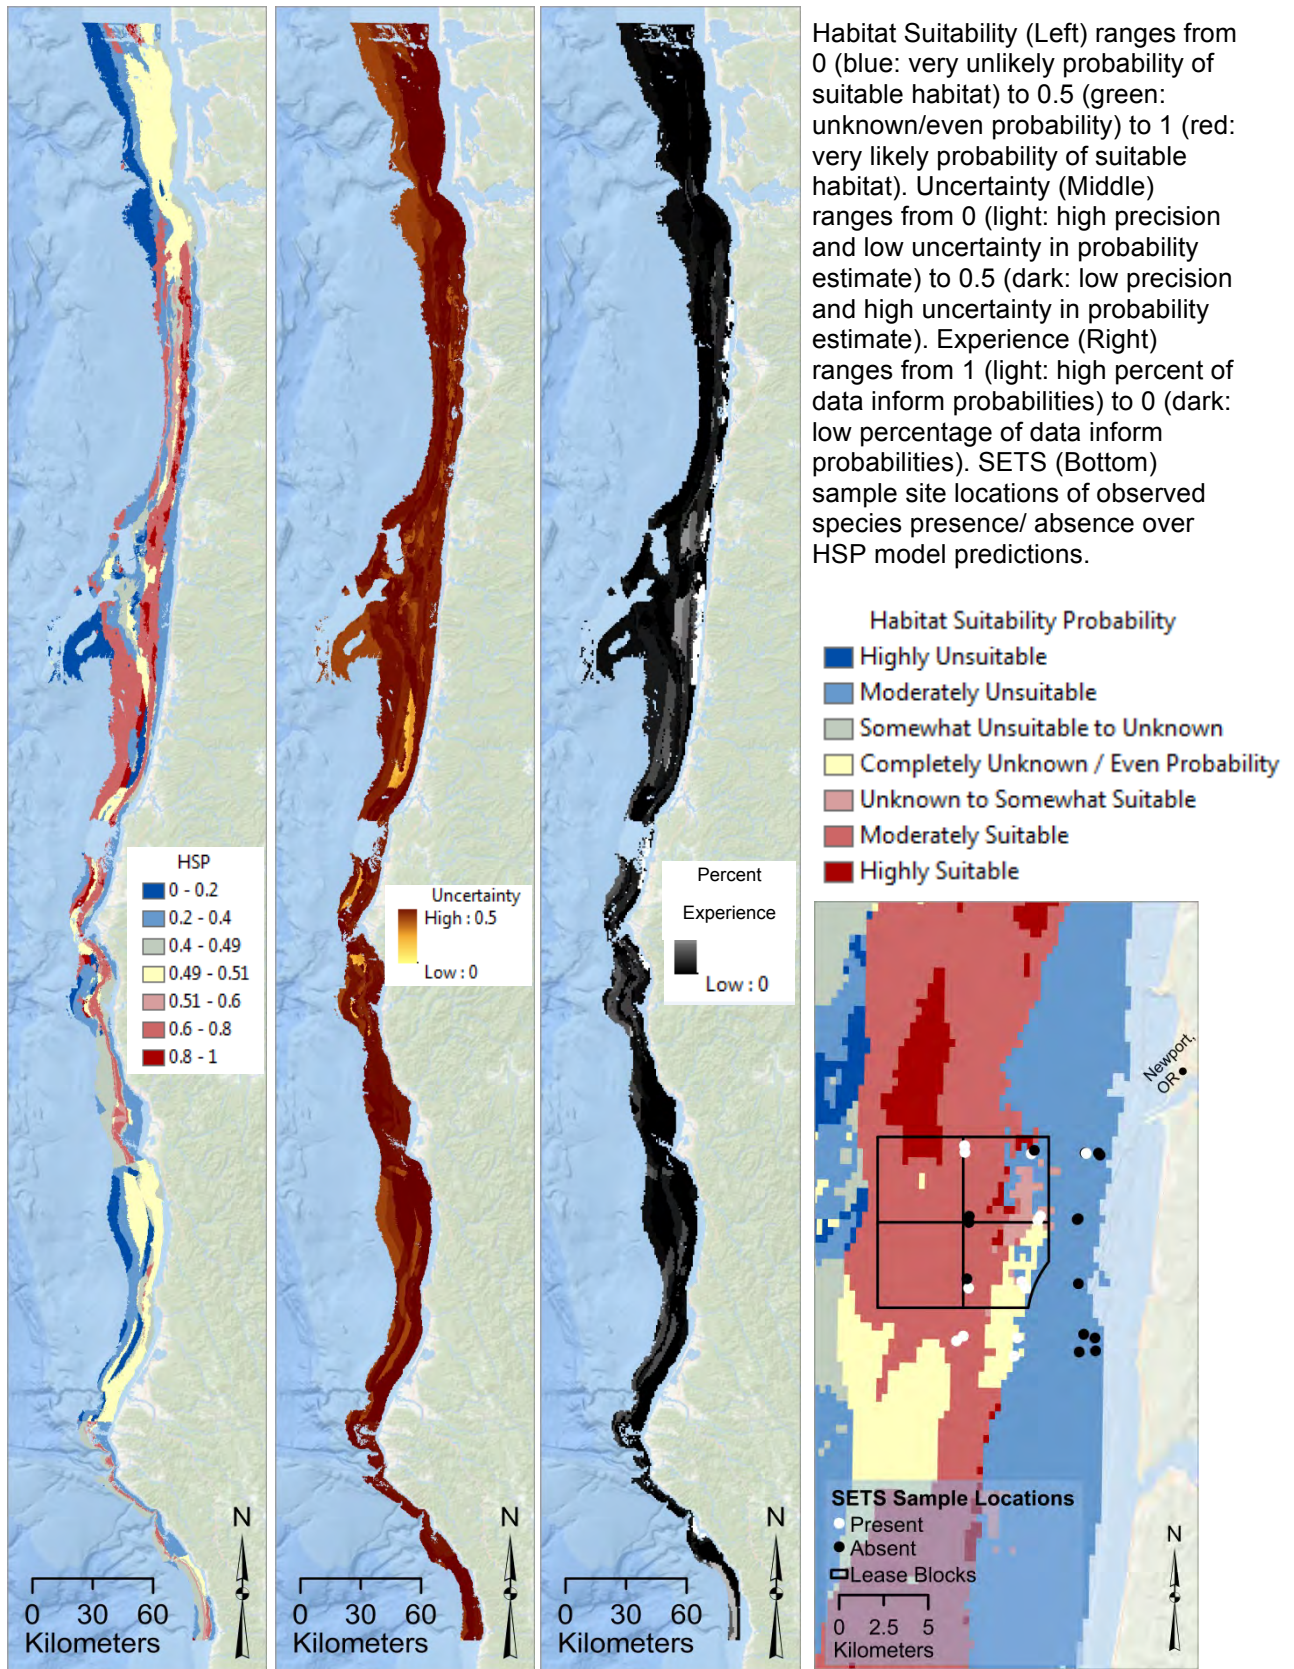 Habitat Suitability (Left) ranges from
0 (blue: very unlikely probability of
suitable habitat) to 0.5 (green:
unknown/even probability) to 1 (red:
very likely probability of suitable
habitat). Uncertainty (Middle)
ranges from 0 (light: high precision
and low uncertainty in probability
estimate) to 0.5 (dark: low precision
and high uncertainty in probability
estimate). Experience (Right)
ranges from 1 (light: high percent of
data inform probabilities) to 0 (dark:
low percentage of data inform
probabilities). SETS (Bottom)
sample site locations of observed
species presence/ absence over
HSP model predictions.
Habitat Suitability Probability
Highly Unsuitable
Moderately Unsuitable
Somewhat Unsuitable to Unknown
Completely Unknown / Even Probability
Unknown to Somewhat Suitable
Moderately Suitable
Highly Suitable
HSP
0 - 0.2
0.2 - 0.4
0.4 - 0.49
0.49 - 0.51
0.51 - 0.6
0.6 - 0.8
0.8 - 1
N
0 30 60
Kilometers
Uncertainty
High : 0.5
Low : 0
N
0 30 60
Kilometers
Percent
Experience
Low : 0
N
0 30 60
Kilometers
Newport,
OR
SETS Sample Locations
Present
Absent
Lease Blocks
0 2.5 5
Kilometers
N